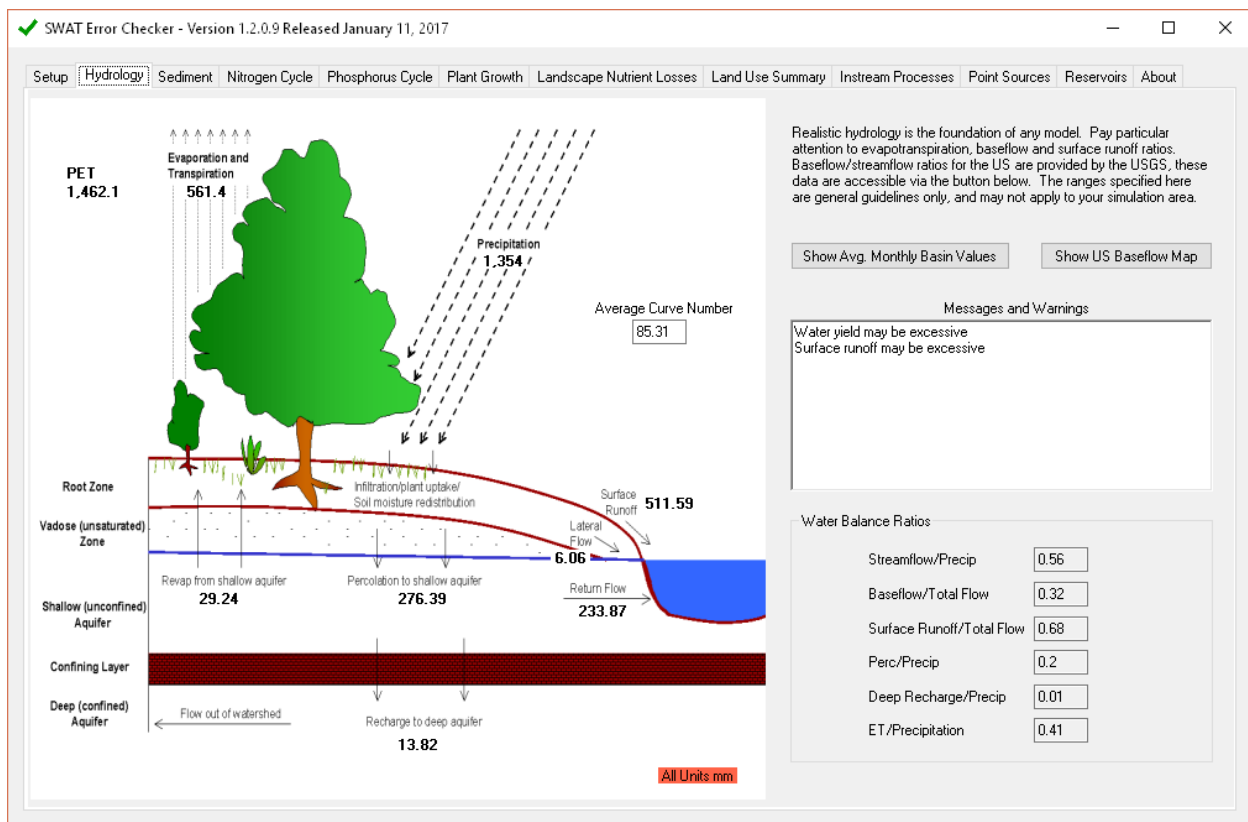 SWAT Error Checker - Version 1.2.0.9 Released January 11, 2017
Setup Hydrology Sediment Nitrogen Cycle Phosphorus Cycle Plant Growth Landscape Nutrient Losses Land Use Summary Instream Processes Point Sources Reservoirs About
PET
1,462.1
Evaporation and
Transpiration
561.4
Precipitation
1,354
Average Curve Number
85.31
Root Zone
Infiltration/plant uptake/
Soil moisture redistribution
Surface
Runoff
511.59
Vadose (unsaturated)
Zone
Lateral
Flow
6.06
Revap from shallow aquifer
29.24
Percolation to shallow aquifer
276.39
Return Flow
233.87
Shallow (unconfined)
Aquifer
Confining Layer
Deep (confined)
Aquifer
Flow out of watershed
Recharge to deep aquifer
13.82
All Units mm
Realistic hydrology is the foundation of any model. Pay particular
attention to evapotranspiration, baseflow and surface runoff ratios.
Baseflow/streamflow ratios for the US are provided by the USGS, these
data are accessible via the button below. The ranges specified here
are general guidelines only, and may not apply to your simulation area.
Show Avg. Monthly Basin Values
Show US Baseflow Map
Messages and Warnings
Water yield may be excessive
Surface runoff may be excessive
Water Balance Ratios
Streamflow/Precip 0.56
Baseflow/Total Flow 0.32
Surface Runoff/Total Flow 0.68
Perc/Precip 0.2
Deep Recharge/Precip 0.01
ET/Precipitation 0.41